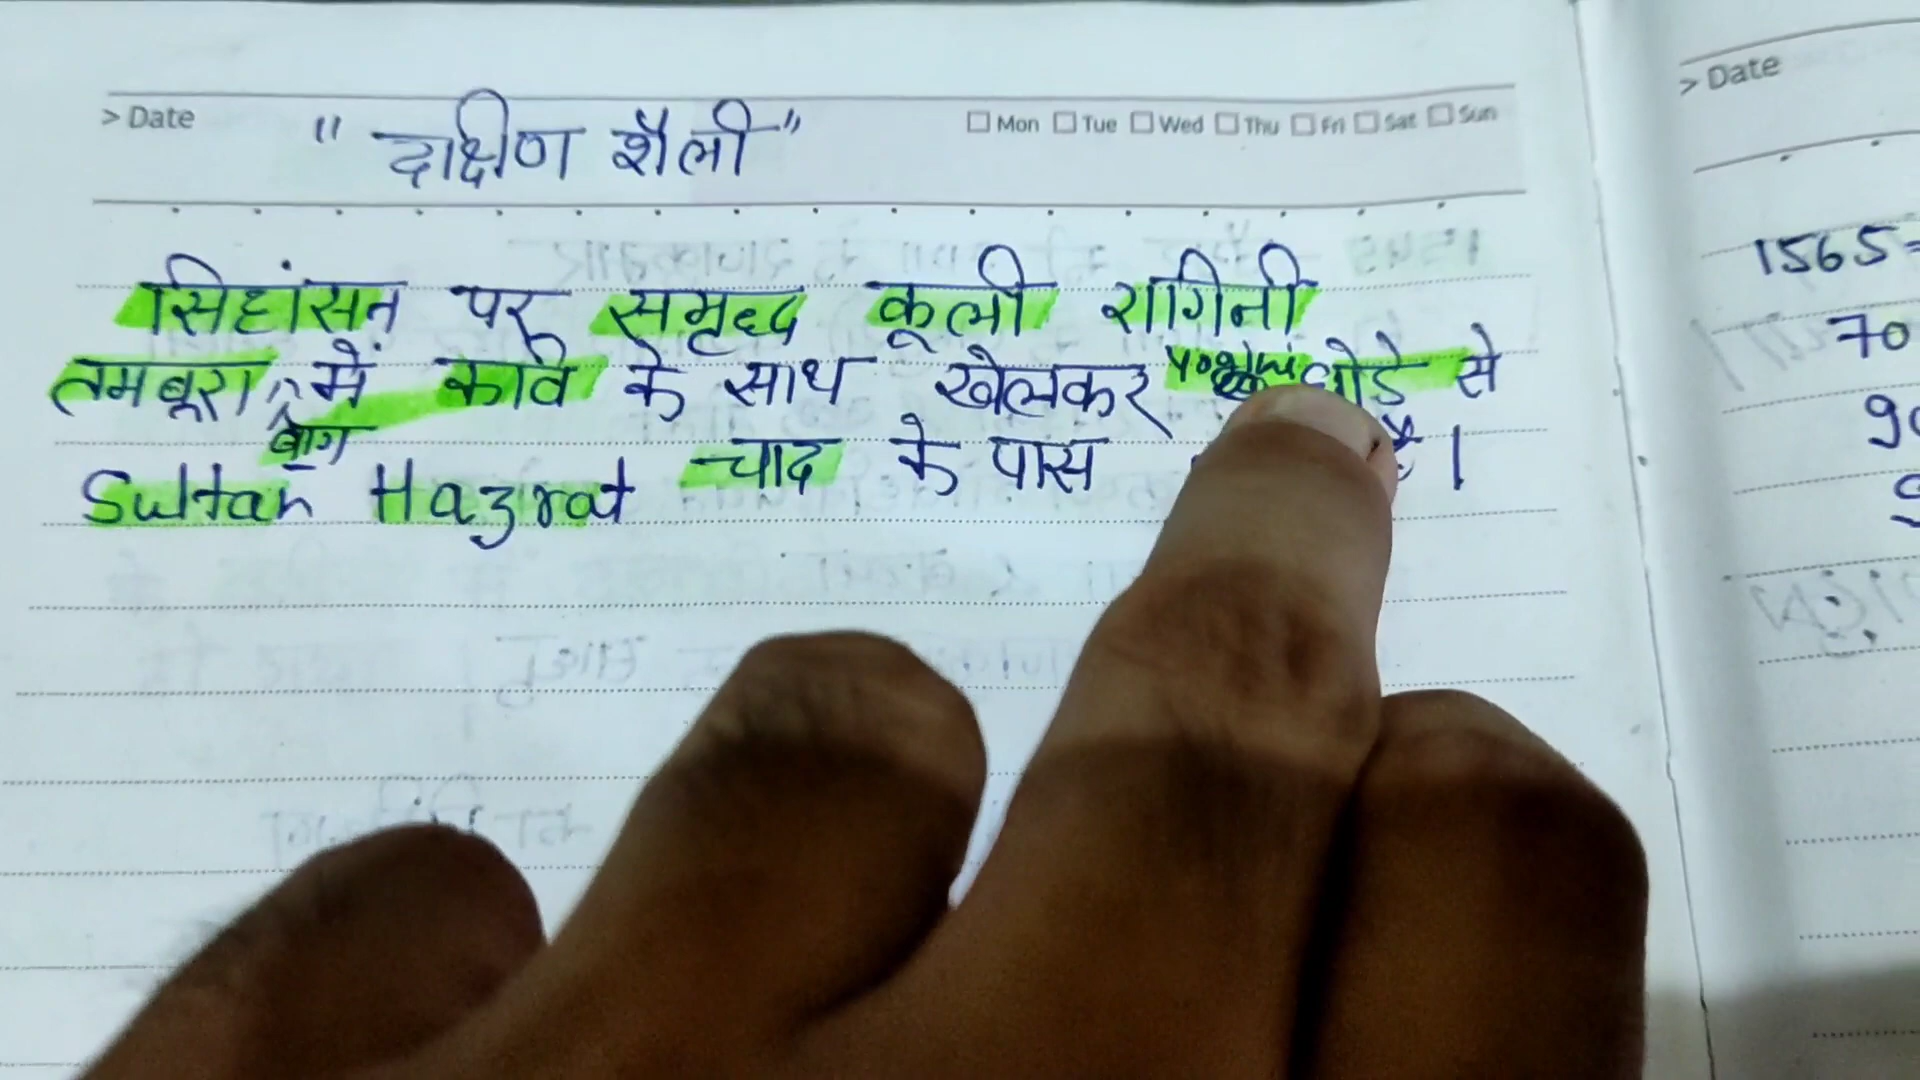 > Date "दक्षिण शैली" Mon Tue Wed Thu Fri Sat Sun
सिहांसन पर समृध्द कूली रागिनी
तमबूरा में कवि के साथ खेलकर yogini घोडे से
बाग
Sultan Hazrat चाद के पास है।
> Date
1565=
70